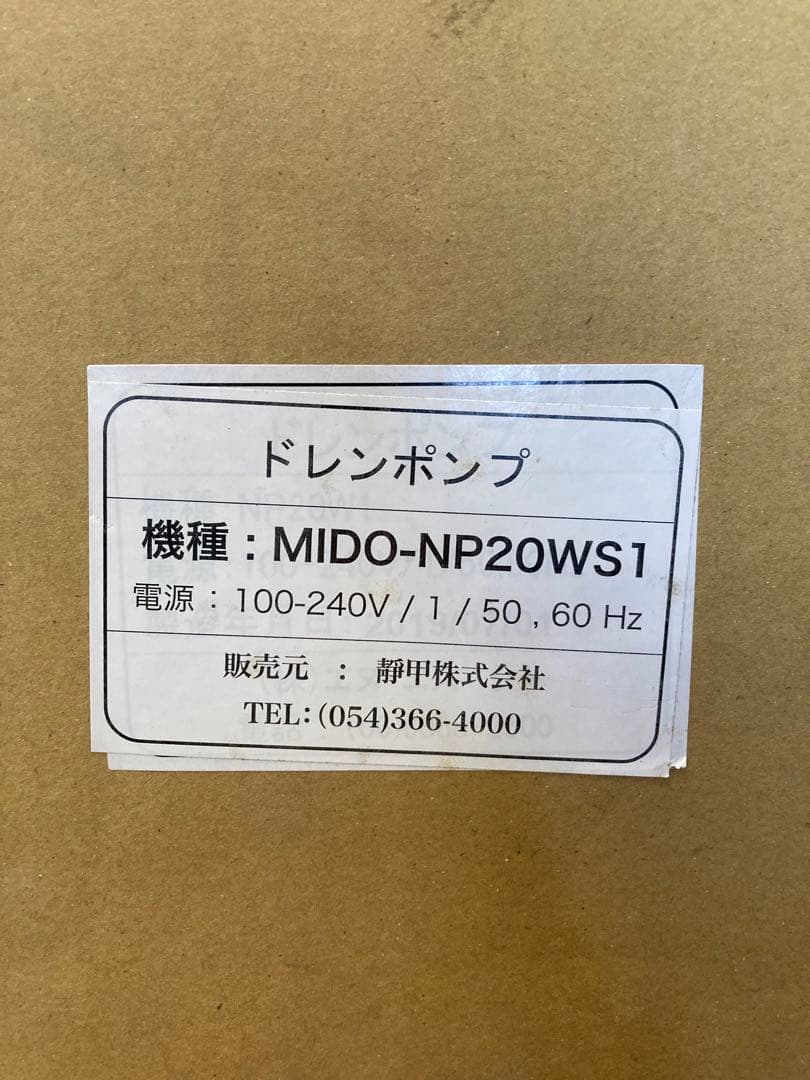 ドレンポンプ
機種：MIDO-NP20WS1
電源：100-240V / 1 / 50 , 60 Hz
販売元　：　靜甲株式会社
TEL：(054)366-4000